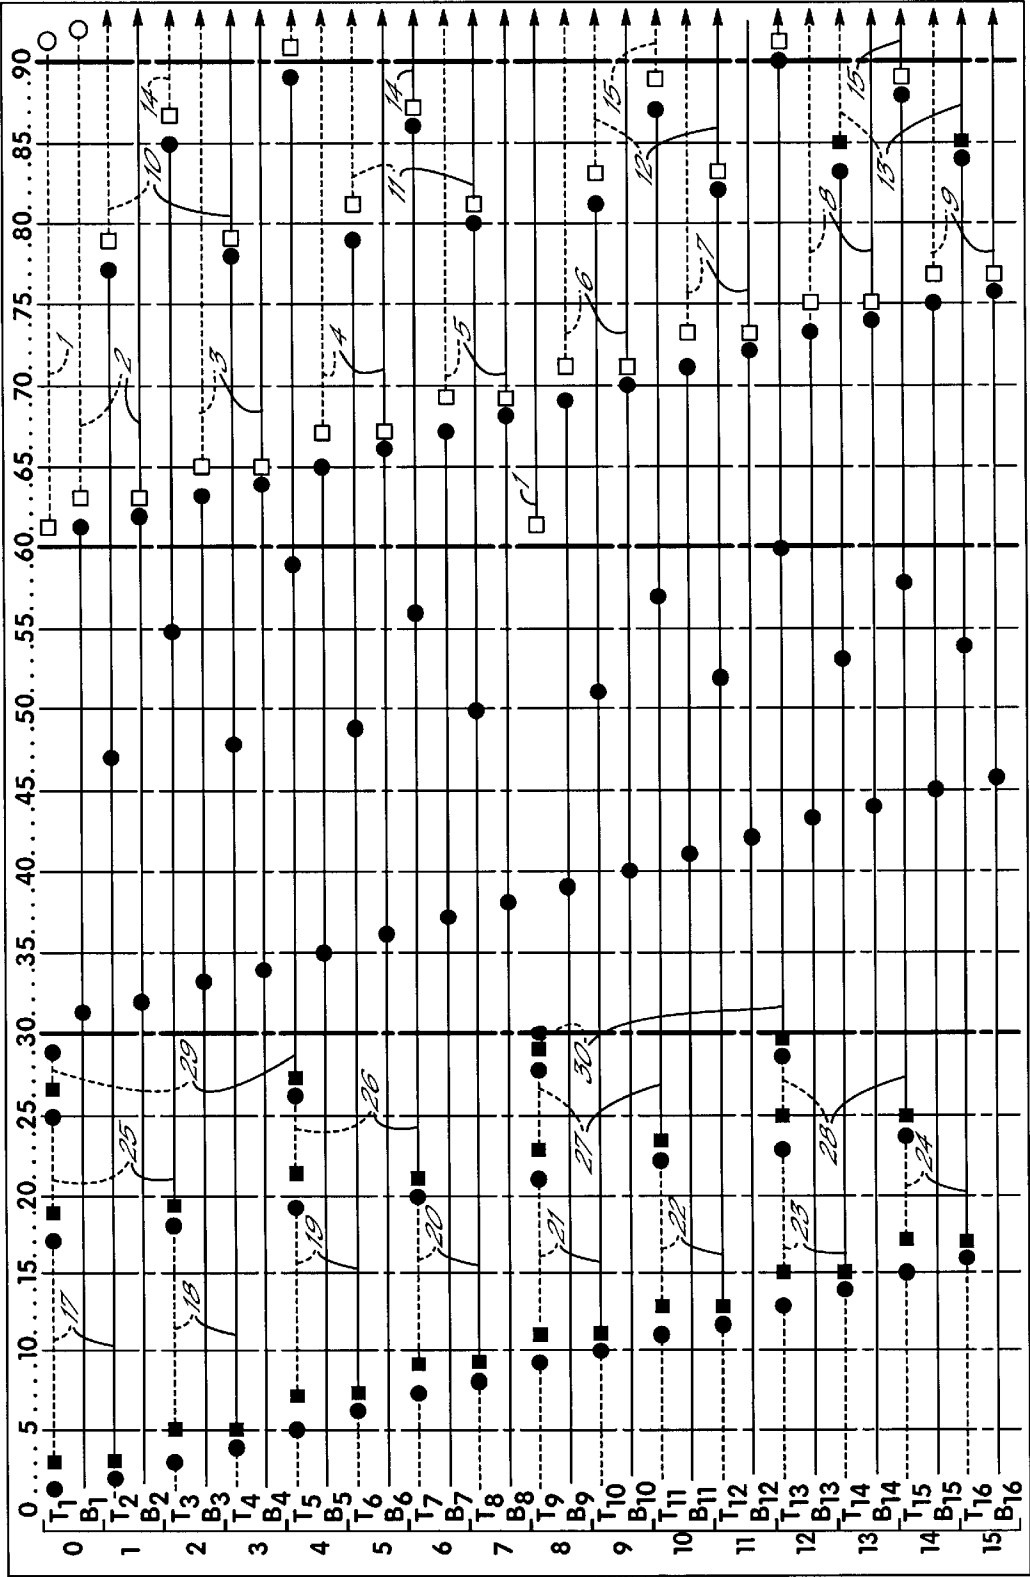 0....5....10....15....20....25....30....35....40....45....50....55....60....65....70....75....80....85....90
0 T1 B1
1 T2 B2
2 T3 B3
3 T4 B4
4 T5 B5
5 T6 B6
6 T7 B7
7 T8 B8
8 T9 B9
9 T10 B10
10 T11 B11
11 T12 B12
12 T13 B13
13 T14 B14
14 T15 B15
15 T16 B16
17 1
25 2 10 14
18 29 3
19 4
26 11 14
20 5
1
21 27 30 6 15
22 12
7
23 28 8 15
13
24 9